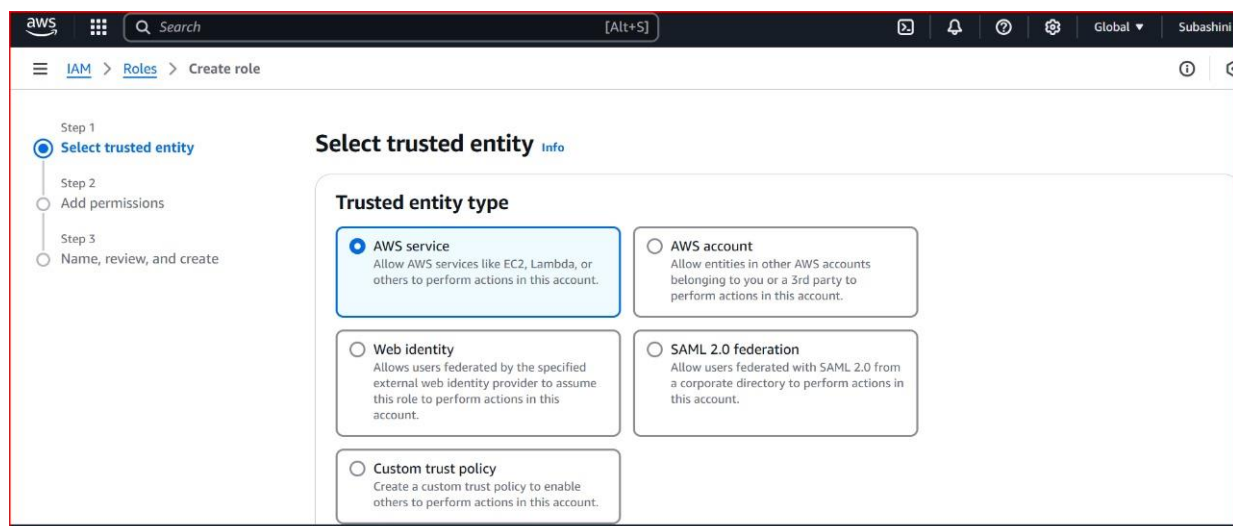 aws
Search
[Alt+S]
Global
Subashini
IAM > Roles > Create role
Step 1
Select trusted entity
Step 2
Add permissions
Step 3
Name, review, and create
Select trusted entity Info
Trusted entity type
AWS service
Allow AWS services like EC2, Lambda, or
others to perform actions in this account.
AWS account
Allow entities in other AWS accounts
belonging to you or a 3rd party to
perform actions in this account.
Web identity
Allows users federated by the specified
external web identity provider to assume
this role to perform actions in this
account.
SAML 2.0 federation
Allow users federated with SAML 2.0 from
a corporate directory to perform actions in
this account.
Custom trust policy
Create a custom trust policy to enable
others to perform actions in this account.